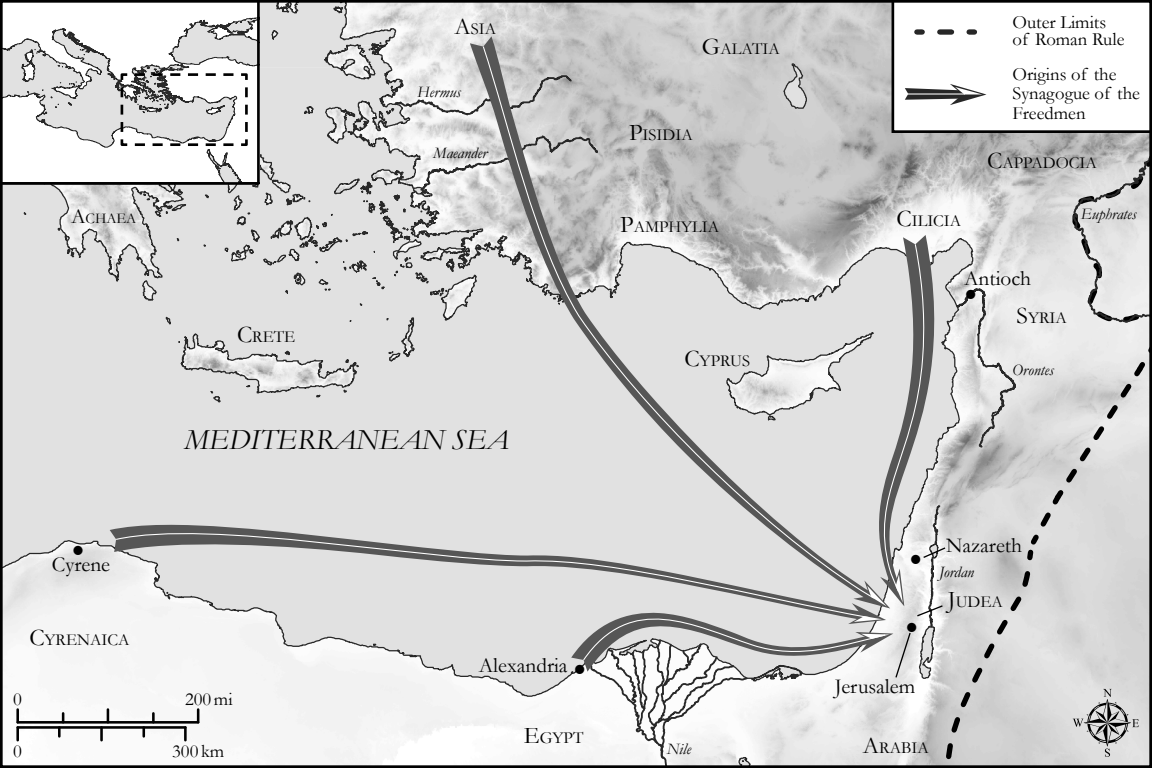 ASIA
GALATIA
Outer Limits
of Roman Rule
Origins of the
Synagogue of the
Freedmen
Hermus
PISIDIA
Maeander
CAPPADOCIA
ACHAEA
PAMPHYLIA
CILICIA
Euphrates
Antioch
SYRIA
CRETE
CYPRUS
Orontes
MEDITERRANEAN SEA
Cyrene
Nazareth
Jordan
JUDEA
CYRENAICA
Alexandria
Jerusalem
0 200 mi
0 300 km
EGYPT
Nile
ARABIA
N
W E
S